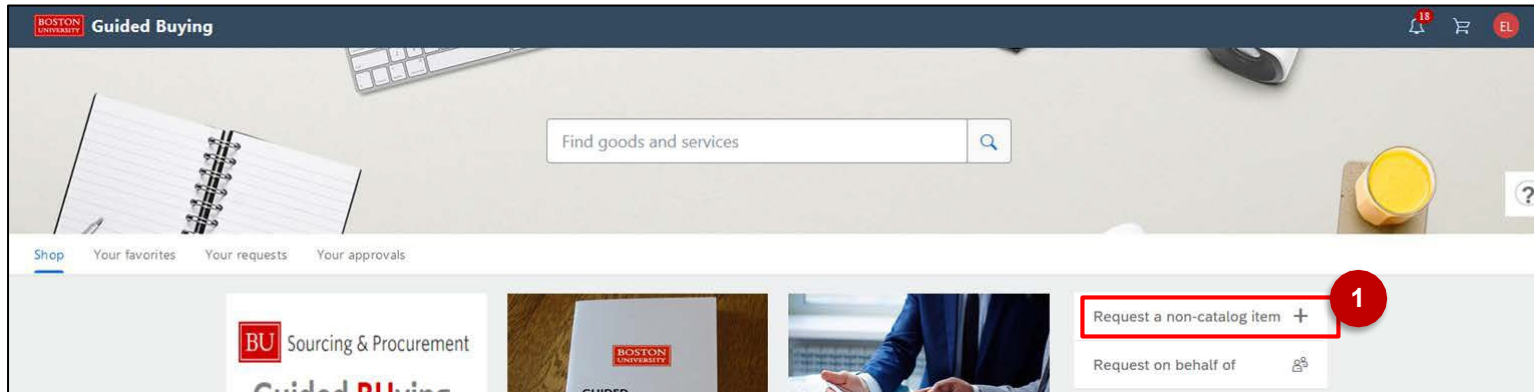 BOSTON
UNIVERSITY
Guided Buying
18
EL
Find goods and services
?
Shop Your favorites Your requests Your approvals
1
Request a non-catalog item +
BU Sourcing & Procurement
BOSTON
UNIVERSITY
Request on behalf of
Guided BUying
GUIDED